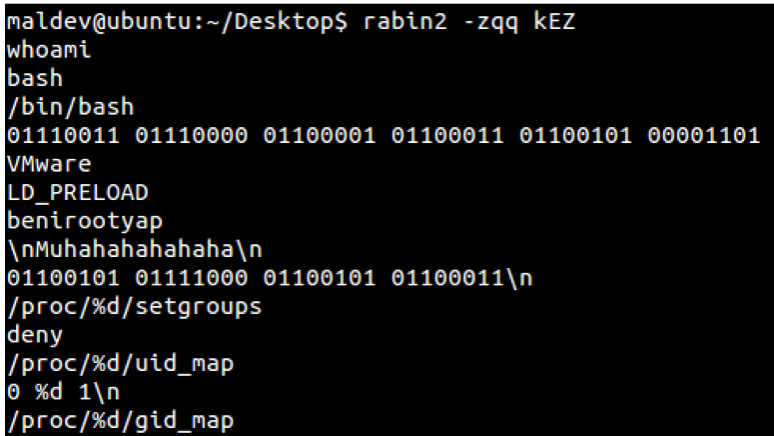 maldev@ubuntu:~/Desktop$ rabin2 -zqq kEZ
whoami
bash
/bin/bash
01110011 01110000 01100001 01100011 01100101 00001101
VMware
LD_PRELOAD
benirootyap
\nMuhahahahahaha\n
01100101 01111000 01100101 01100011\n
/proc/%d/setgroups
deny
/proc/%d/uid_map
0 %d 1\n
/proc/%d/gid_map